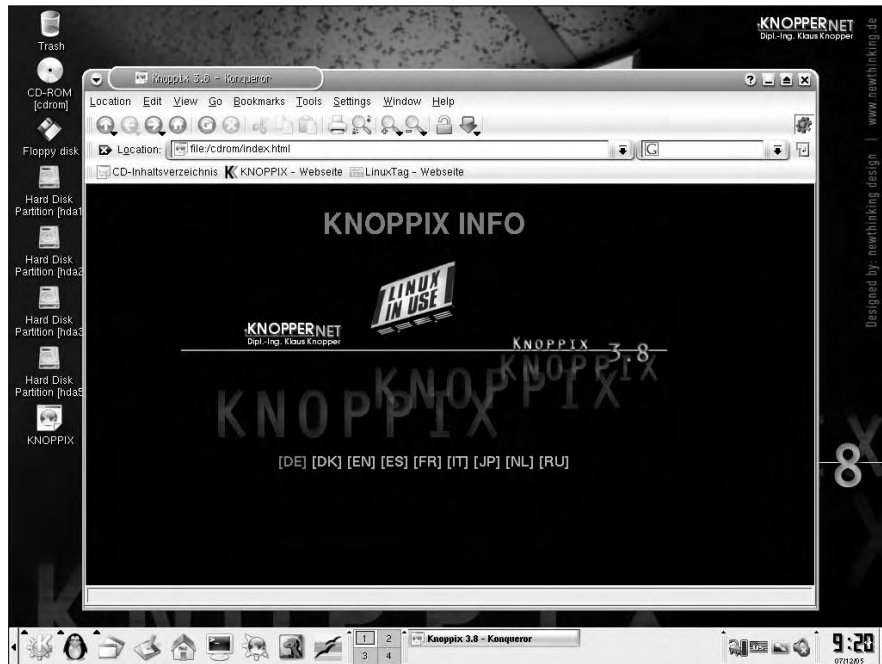 Trash
CD-ROM
[cdrom]
Floppy disk
Hard Disk
Partition [hda1
Hard Disk
Partition [hda2
Hard Disk
Partition [hda3
Hard Disk
Partition [hda5
KNOPPIX
KNOPPERNET
Dipl.-Ing. Klaus Knopper
Designed by: newthinking design | www.newthinking.de
Knoppix 3.8 - Konqueror
Location Edit View Go Bookmarks Tools Settings Window Help
Location: file:/cdrom/index.html
G
CD-Inhaltsverzeichnis KNOPPIX - Webseite LinuxTag - Webseite
KNOPPIX INFO
LINUX
IN USE
KNOPPERNET
Dipl.-Ing. Klaus Knopper
KNOPPIX 3.8
KNOPPIX
KNOPPIX
KNOPPIX
[DE] [DK] [EN] [ES] [FR] [IT] [JP] [NL] [RU]
8
1 2
3 4
Knoppix 3.8 - Konqueror
9:20
07/12/05